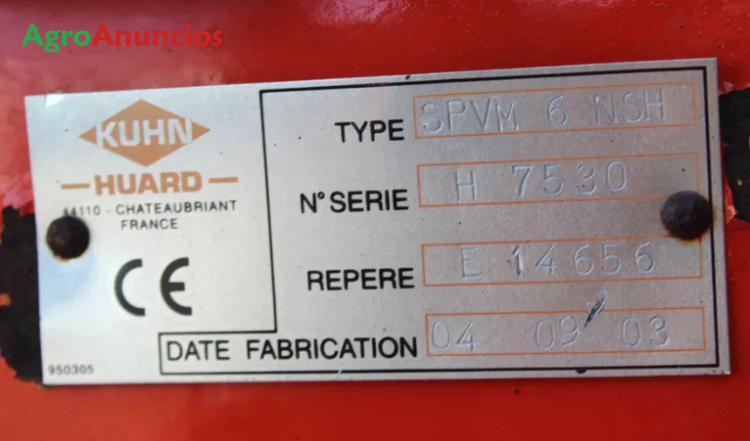 AgroAnuncios
KUHN
HUARD
44110 - CHATEAUBRIANT
FRANCE
CE
950305
TYPE SPVM 6 NSH
N° SERIE H 7530
REPERE E 14656
DATE FABRICATION 04 09 03